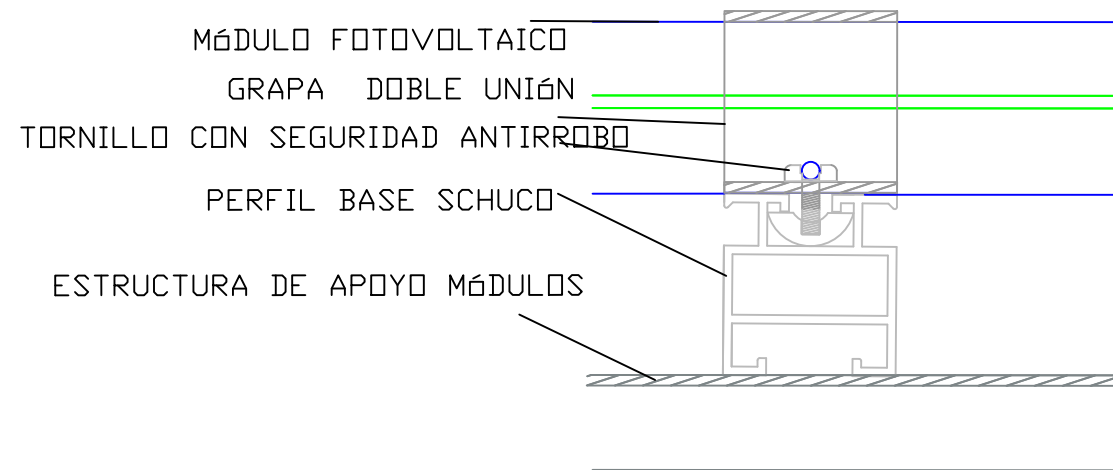 MóDULO FOTOVOLTAICO
GRAPA DOBLE UNIóN
TORNILLO CON SEGURIDAD ANTIRROBO
PERFIL BASE SCHUCO
ESTRUCTURA DE APOYO MóDULOS